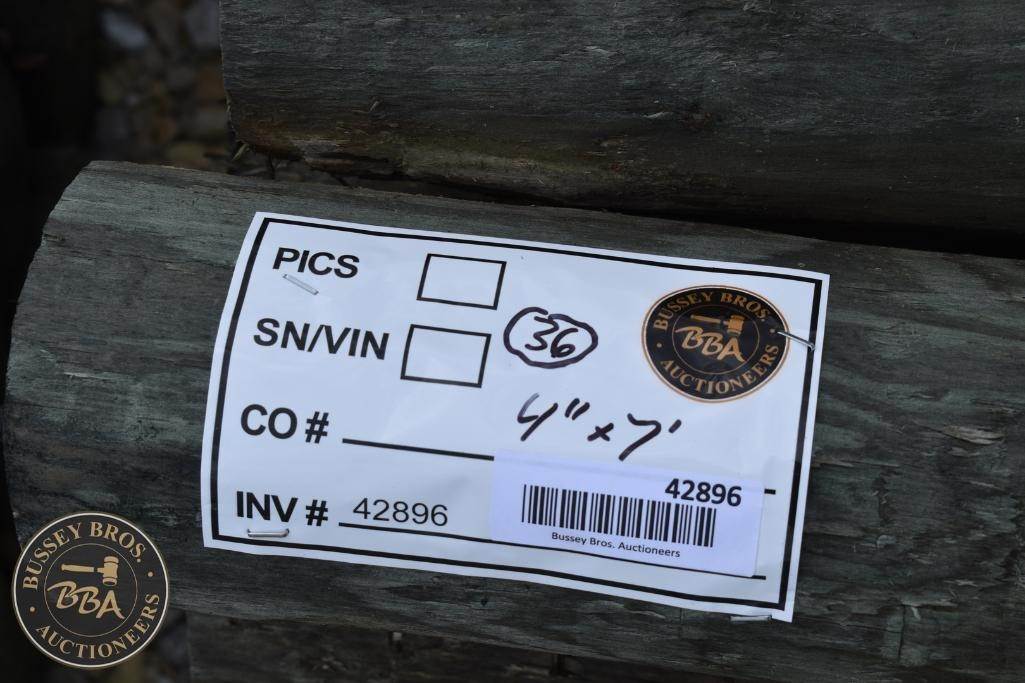 PICS
SN/VIN
36
BUSSEY BROS.
BBA
AUCTIONEERS
CO #
4" x 7'
INV # 42896
42896
Bussey Bros. Auctioneers
BUSSEY BROS.
BBA
AUCTIONEERS